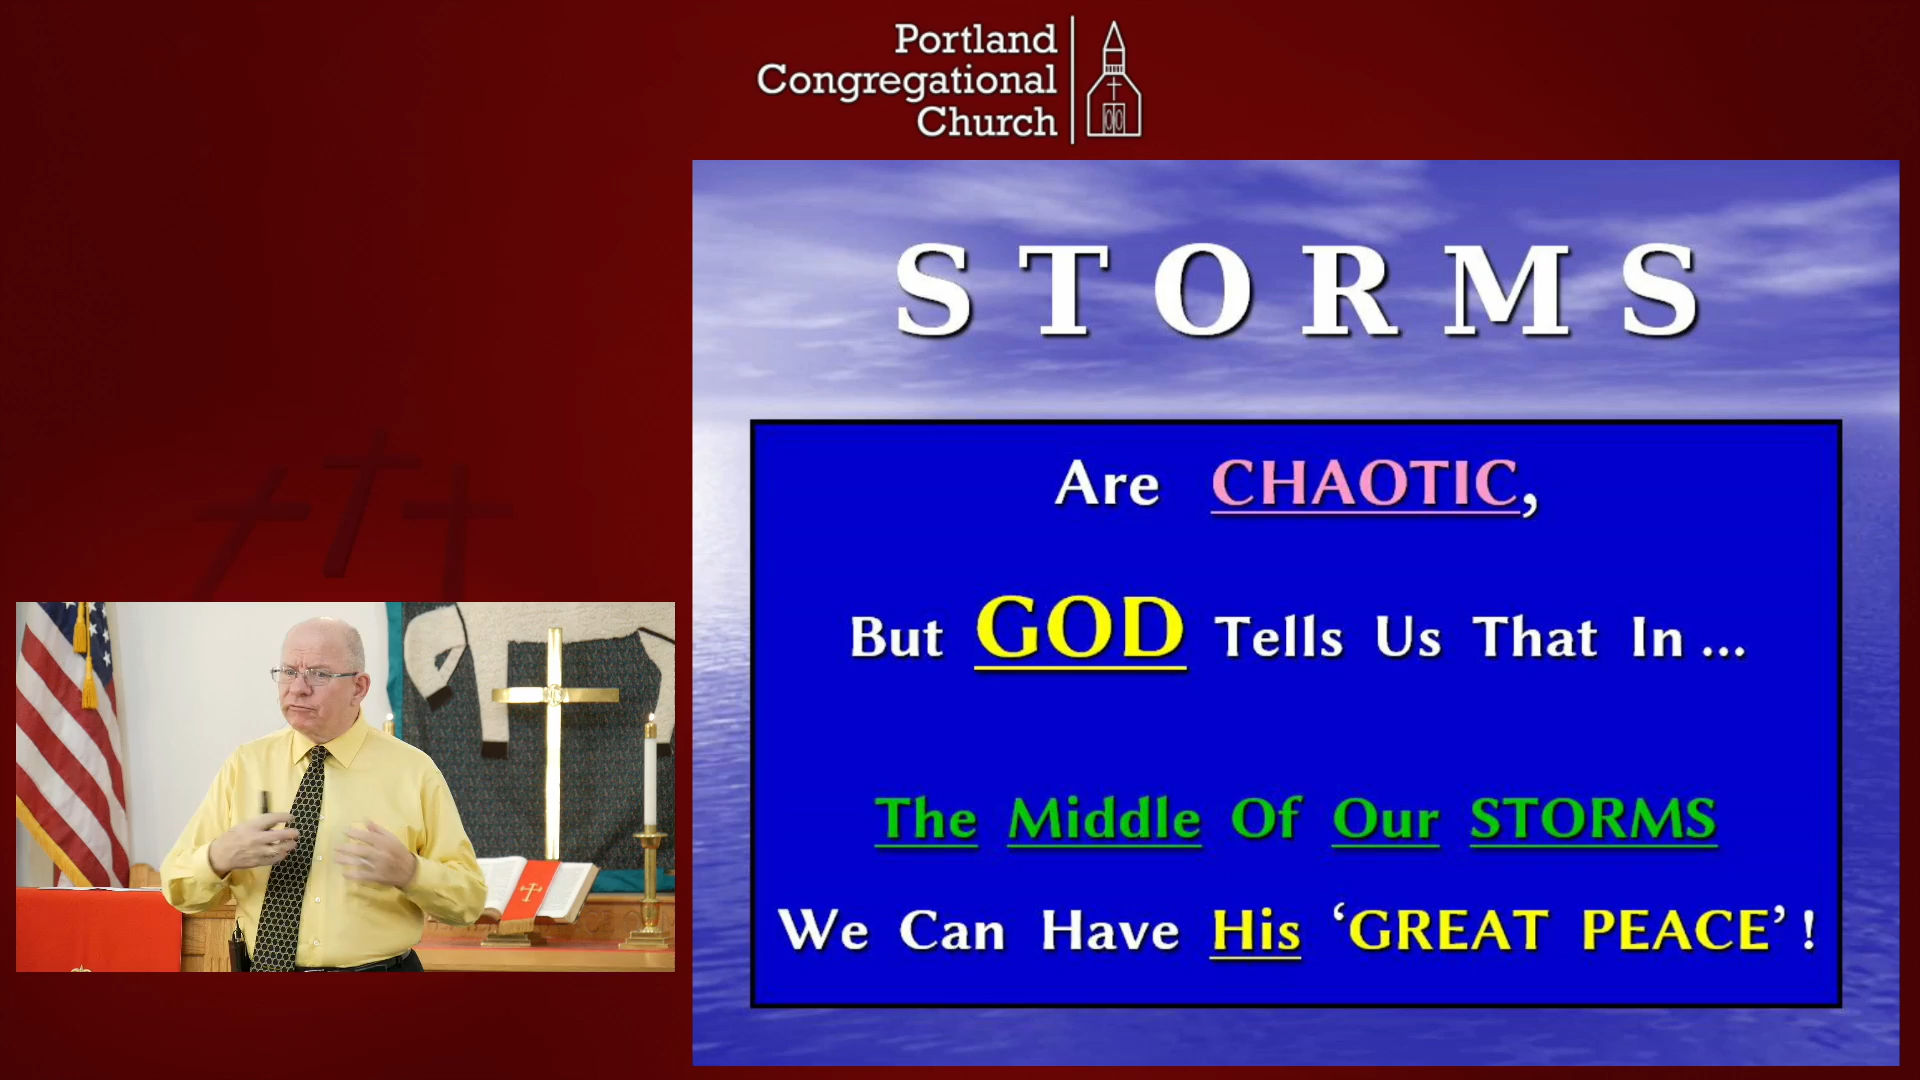 Portland
Congregational
Church
STORMS
Are CHAOTIC,
But GOD Tells Us That In ...
The Middle Of Our STORMS
We Can Have His ‘GREAT PEACE’ !